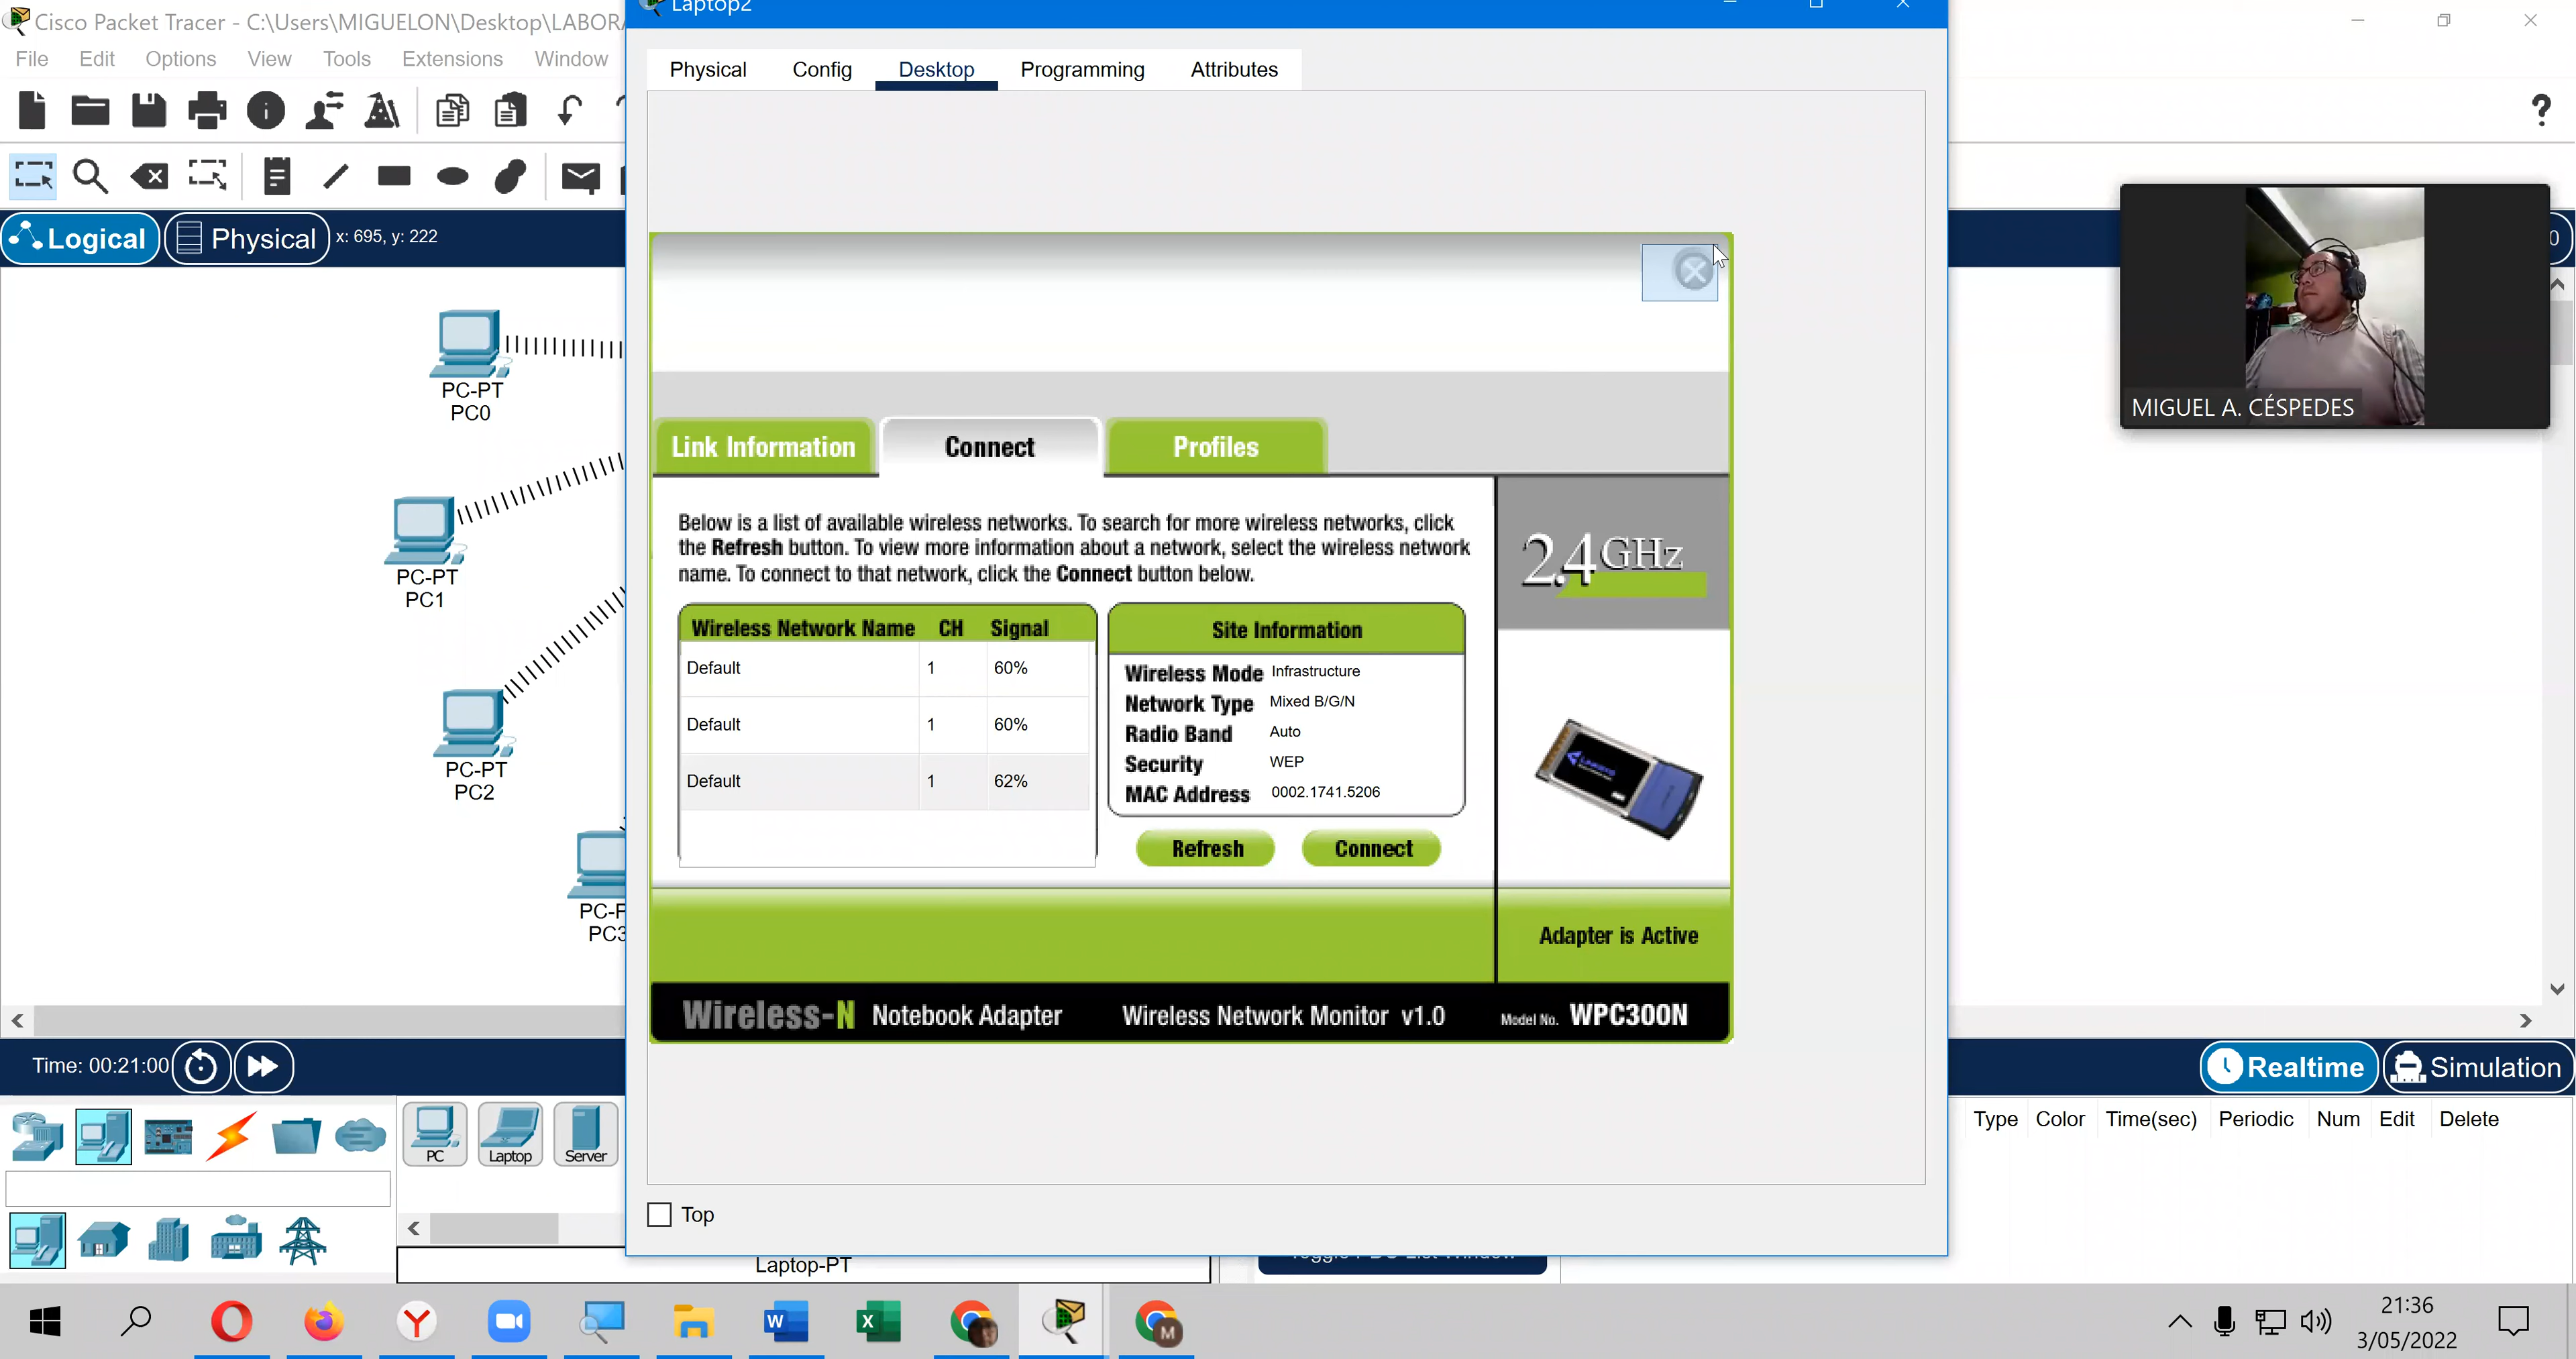 Cisco Packet Tracer - C:\Users\MIGUELON\Desktop\LABORA
Laptop2
File Edit Options View Tools Extensions Window
Physical Config Desktop Programming Attributes
?
Logical Physical x: 695, y: 222
0
MIGUEL A. CÉSPEDES
PC-PT
PC0
PC-PT
PC1
PC-PT
PC2
PC-P
PC3
Link Information Connect Profiles
Below is a list of available wireless networks. To search for more wireless networks, click
the Refresh button. To view more information about a network, select the wireless network
name. To connect to that network, click the Connect button below.
2.4GHz
Wireless Network Name CH Signal
Default 1 60%
Default 1 60%
Default 1 62%
Site Information
Wireless Mode Infrastructure
Network Type Mixed B/G/N
Radio Band Auto
Security WEP
MAC Address 0002.1741.5206
Refresh Connect
LINKSYS
Adapter is Active
Wireless-N Notebook Adapter Wireless Network Monitor v1.0 Model No. WPC300N
Time: 00:21:00
Realtime Simulation
PC Laptop Server
Type Color Time(sec) Periodic Num Edit Delete
Top
Laptop-PT
21:36
3/05/2022